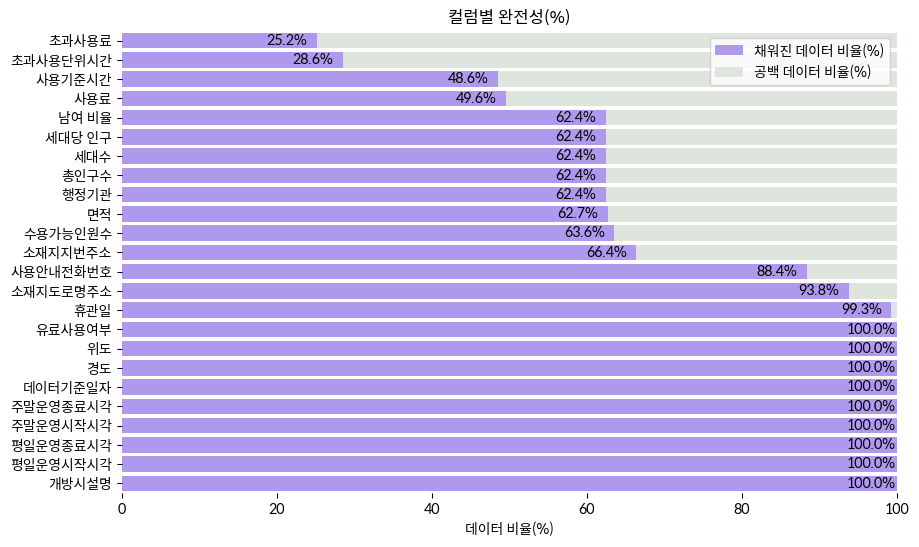 컬럼별 완전성(%)
채워진 데이터 비율(%)
공백 데이터 비율(%)
초과사용료 25.2%
초과사용단위시간 28.6%
사용기준시간 48.6%
사용료 49.6%
남여 비율 62.4%
세대당 인구 62.4%
세대수 62.4%
총인구수 62.4%
행정기관 62.4%
면적 62.7%
수용가능인원수 63.6%
소재지지번주소 66.4%
사용안내전화번호 88.4%
소재지도로명주소 93.8%
휴관일 99.3%
유료사용여부 100.0%
위도 100.0%
경도 100.0%
데이터기준일자 100.0%
주말운영종료시각 100.0%
주말운영시작시각 100.0%
평일운영종료시각 100.0%
평일운영시작시각 100.0%
개방시설명 100.0%
0 20 40 60 80 100
데이터 비율(%)